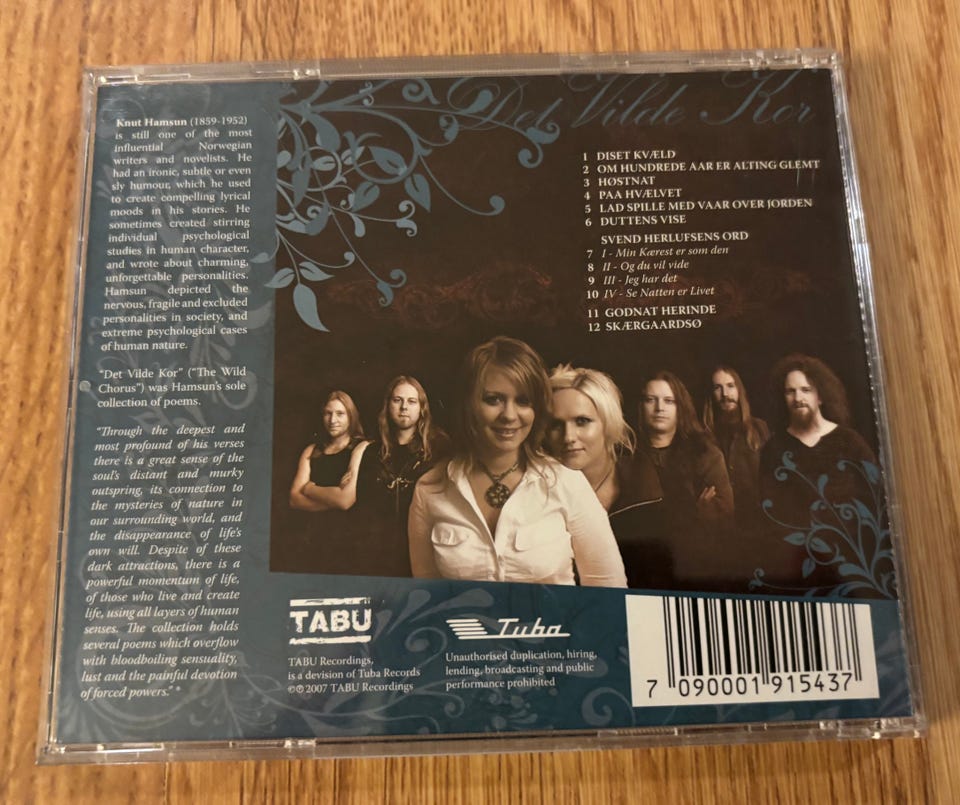 Det Vilde Kor
Knut Hamsun (1859-1952)
is still one of the most
influential Norwegian
writers and novelists. He
had an ironic, subtle or even
sly humour, which he used
to create compelling lyrical
moods in his stories. He
sometimes created stirring
individual psychological
studies in human character,
and wrote about charming,
unforgettable personalities.
Hamsun depicted the
nervous, fragile and excluded
personalities in society, and
extreme psychological cases
of human nature.
"Det Vilde Kor" ("The Wild
Chorus") was Hamsun's sole
collection of poems.
"Through the deepest and
most profound of his verses
there is a great sense of the
soul's distant and murky
outspring, its connection to
the mysteries of nature in
our surrounding world, and
the disappearance of life's
own will. Despite of these
dark attractions, there is a
powerful momentum of life,
of those who live and create
life, using all layers of human
senses. The collection holds
several poems which overflow
with bloodboiling sensuality,
lust and the painful devotion
of forced powers." *
1 DISET KVÆLD
2 OM HUNDREDE AAR ER ALTING GLEMT
3 HØSTNAT
4 PAA HVÆLVET
5 LAD SPILLE MED VAAR OVER JORDEN
6 DUTTENS VISE
SVEND HERLUFSENS ORD
7 I - Min Kærest er som den
8 II - Og du vil vide
9 III - Jeg har det
10 IV - Se Natten er Livet
11 GODNAT HERINDE
12 SKÆRGAARDSØ
TABU
TABU Recordings,
is a devision of Tuba Records
©℗ 2007 TABU Recordings
Tuba
Unauthorised duplication, hiring,
lending, broadcasting and public
performance prohibited
7 090001 915437